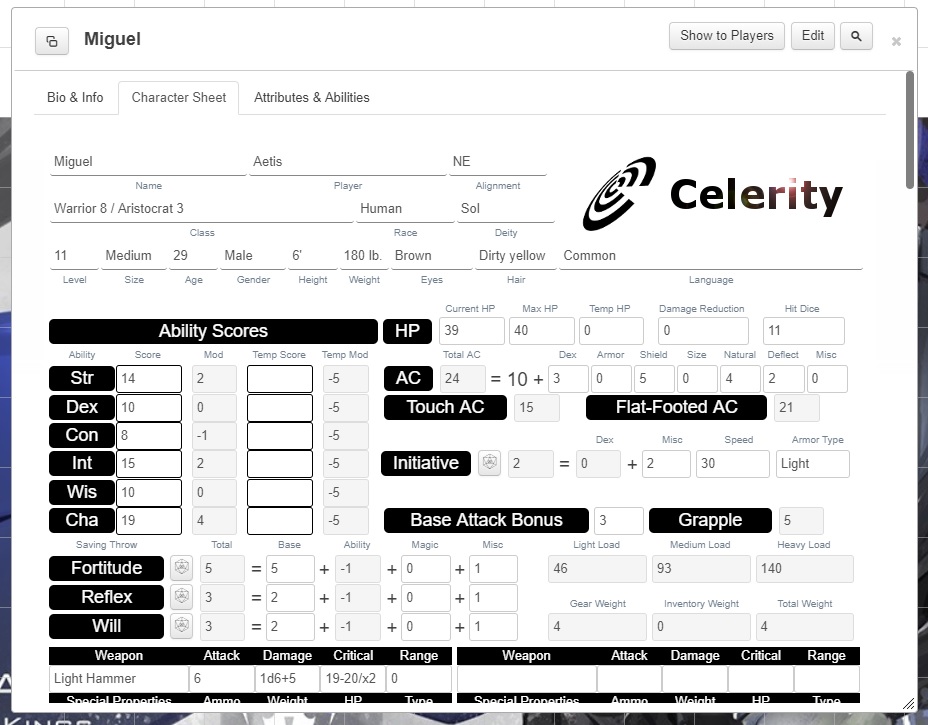 Miguel
Show to Players Edit ×
Bio & Info Character Sheet Attributes & Abilities
Miguel Aetis NE
Name Player Alignment
Celerity
Warrior 8 / Aristocrat 3 Human Sol
Class Race Deity
11 Medium 29 Male 6' 180 lb. Brown Dirty yellow Common
Level Size Age Gender Height Weight Eyes Hair Language
Current HP Max HP Temp HP Damage Reduction Hit Dice
Ability Scores HP 39 40 0 0 11
Ability Score Mod Temp Score Temp Mod Total AC Dex Armor Shield Size Natural Deflect Misc
Str 14 2 -5 AC 24 = 10 + 3 0 5 0 4 2 0
Dex 10 0 -5 Touch AC 15 Flat-Footed AC 21
Con 8 -1 -5
Dex Misc Speed Armor Type
Int 15 2 -5 Initiative 2 = 0 + 2 30 Light
Wis 10 0 -5
Cha 19 4 -5 Base Attack Bonus 3 Grapple 5
Saving Throw Total Base Ability Magic Misc Light Load Medium Load Heavy Load
Fortitude 5 = 5 + -1 + 0 + 1 46 93 140
Reflex 3 = 2 + -1 + 0 + 1
Gear Weight Inventory Weight Total Weight
Will 3 = 2 + -1 + 0 + 1 4 0 4
Weapon Attack Damage Critical Range Weapon Attack Damage Critical Range
Light Hammer 6 1d6+5 19-20/x2 0
Special Properties Ammo Weight HP Type Special Properties Ammo Weight HP Type